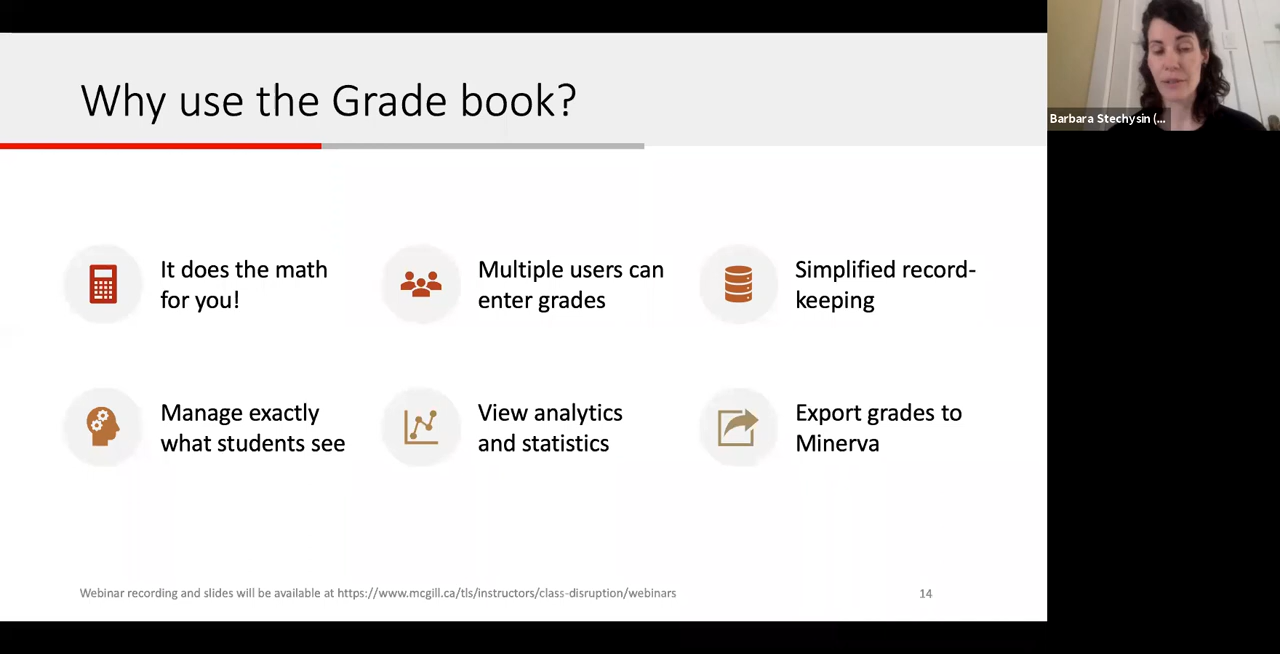 Why use the Grade book?
Barbara Stechysin (...
It does the math
for you!
Multiple users can
enter grades
Simplified record-
keeping
Manage exactly
what students see
View analytics
and statistics
Export grades to
Minerva
Webinar recording and slides will be available at https://www.mcgill.ca/tls/instructors/class-disruption/webinars
14